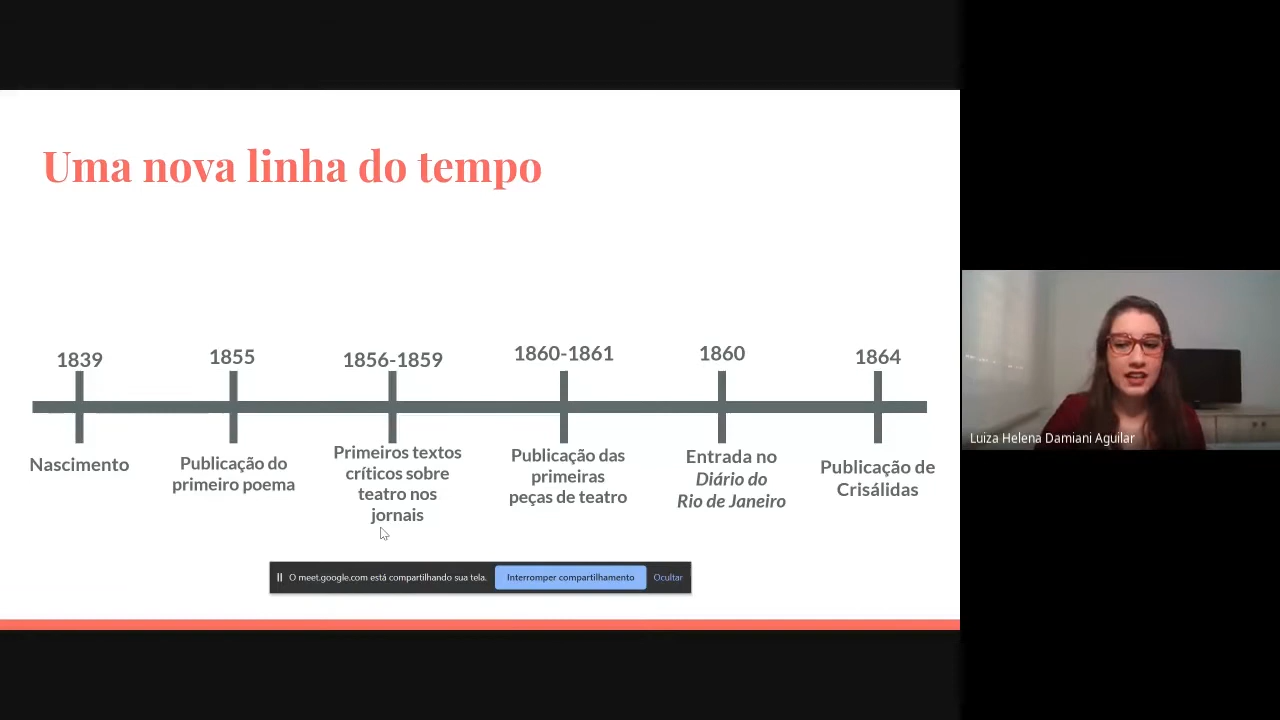 Uma nova linha do tempo
1839
1855
1856-1859
1860-1861
1860
1864
Nascimento
Publicação do
primeiro poema
Primeiros textos
críticos sobre
teatro nos
jornais
Publicação das
primeiras
peças de teatro
Entrada no
Diário do
Rio de Janeiro
Publicação de
Crisálidas
O meet.google.com está compartilhando sua tela.
Interromper compartilhamento
Ocultar
Luiza Helena Damiani Aguilar